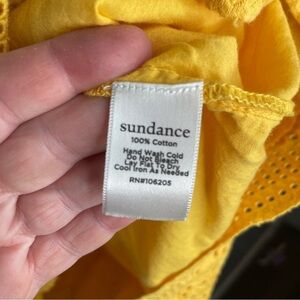 sundance
100% Cotton
Hand Wash Cold
Do Not Bleach
Lay Flat To Dry
Cool Iron As Needed
RN#106205